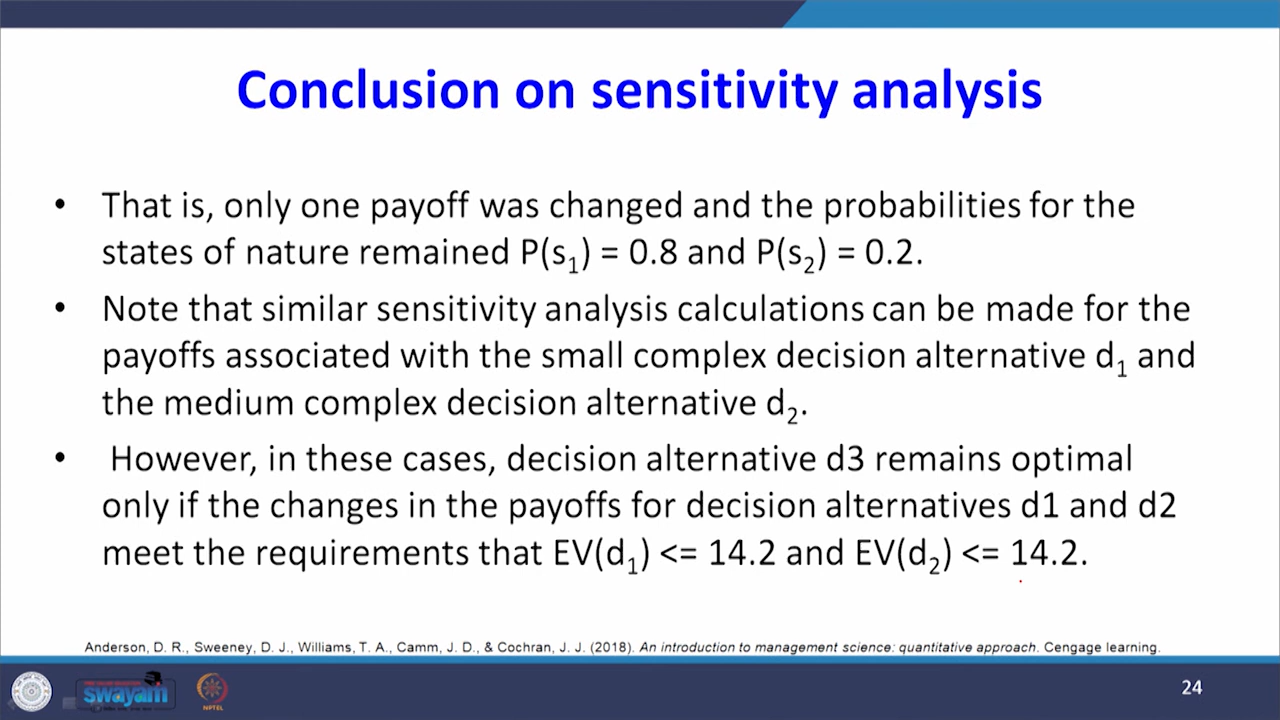 Conclusion on sensitivity analysis
• That is, only one payoff was changed and the probabilities for the
states of nature remained P(s1) = 0.8 and P(s2) = 0.2.
• Note that similar sensitivity analysis calculations can be made for the
payoffs associated with the small complex decision alternative d1 and
the medium complex decision alternative d2.
• However, in these cases, decision alternative d3 remains optimal
only if the changes in the payoffs for decision alternatives d1 and d2
meet the requirements that EV(d1) <= 14.2 and EV(d2) <= 14.2.
Anderson, D. R., Sweeney, D. J., Williams, T. A., Camm, J. D., & Cochran, J. J. (2018). An introduction to management science: quantitative approach. Cengage learning.
swayam
NPTEL
24